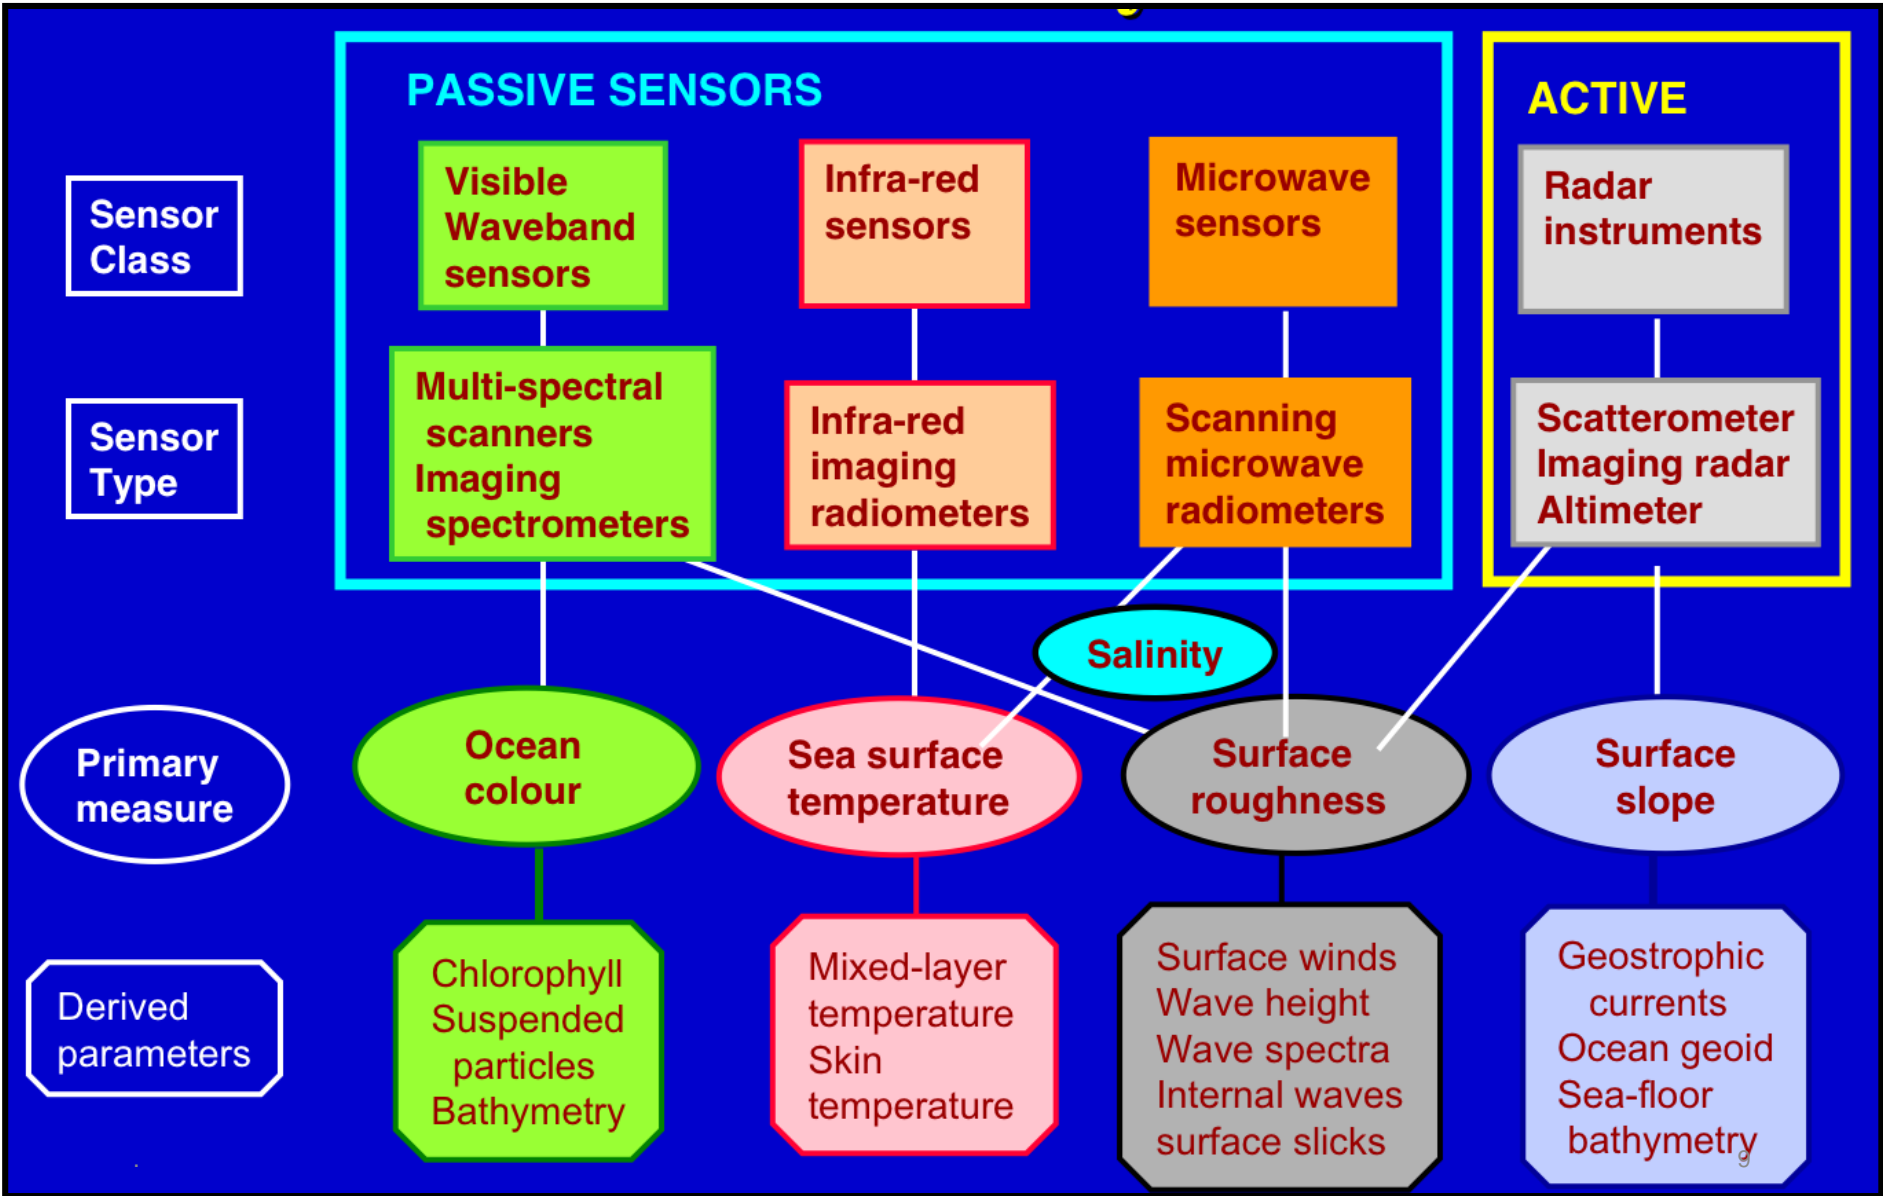 PASSIVE SENSORS
ACTIVE
Sensor
Class
Visible
Waveband
sensors
Infra-red
sensors
Microwave
sensors
Radar
instruments
Sensor
Type
Multi-spectral
scanners
Imaging
spectrometers
Infra-red
imaging
radiometers
Scanning
microwave
radiometers
Scatterometer
Imaging radar
Altimeter
Salinity
Primary
measure
Ocean
colour
Sea surface
temperature
Surface
roughness
Surface
slope
Derived
parameters
Chlorophyll
Suspended
particles
Bathymetry
Mixed-layer
temperature
Skin
temperature
Surface winds
Wave height
Wave spectra
Internal waves
surface slicks
Geostrophic
currents
Ocean geoid
Sea-floor
bathymetry
9